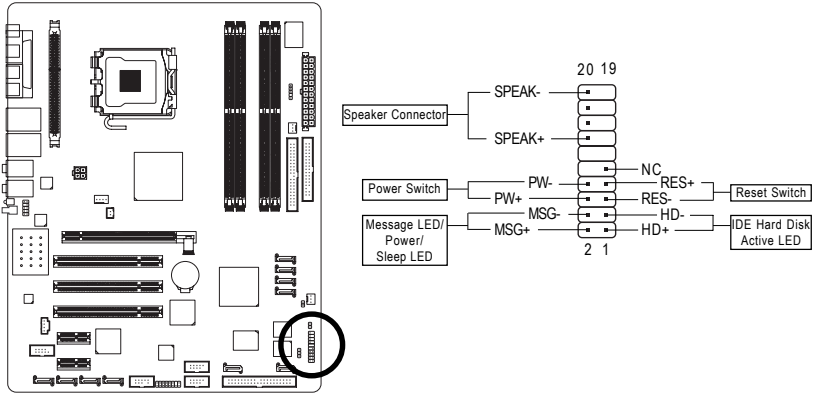 20 19
SPEAK-
Speaker Connector
SPEAK+
NC
Power Switch
PW-
RES+
Reset Switch
PW+
RES-
Message LED/
Power/
Sleep LED
MSG-
HD-
IDE Hard Disk
Active LED
MSG+
HD+
2 1